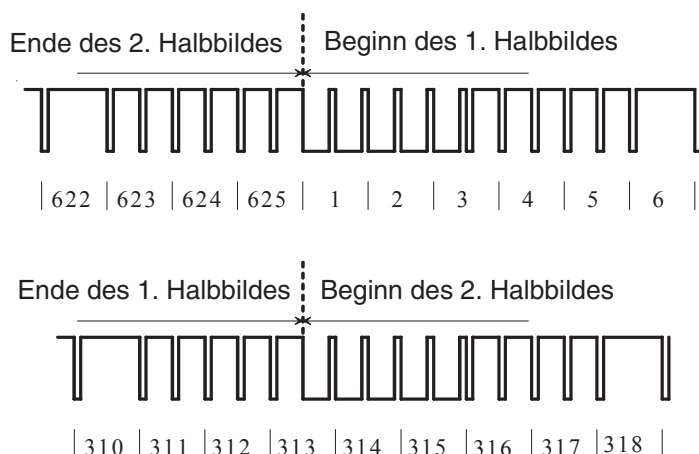 Ende des 2. Halbbildes Beginn des 1. Halbbildes
622 623 624 625 1 2 3 4 5 6
Ende des 1. Halbbildes Beginn des 2. Halbbildes
310 311 312 313 314 315 316 317 318